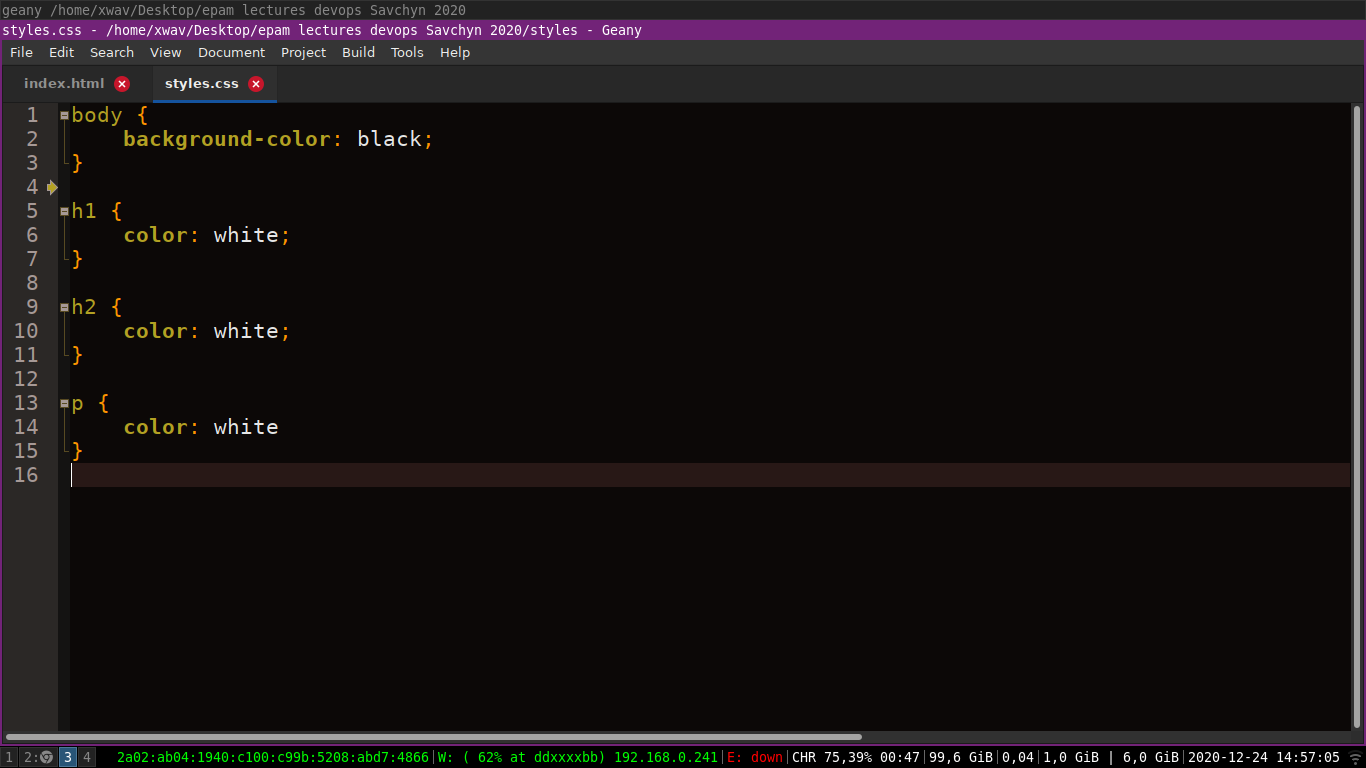 geany /home/xwav/Desktop/epam lectures devops Savchyn 2020
styles.css - /home/xwav/Desktop/epam lectures devops Savchyn 2020/styles - Geany
File Edit Search View Document Project Build Tools Help
index.html styles.css
1 body {
2     background-color: black;
3 }
4
5 h1 {
6     color: white;
7 }
8
9 h2 {
10     color: white;
11 }
12
13 p {
14     color: white
15 }
16
1 2: 3 4 2a02:ab04:1940:c100:c99b:5208:abd7:4866|W: ( 62% at ddxxxxbb) 192.168.0.241|E: down|CHR 75,39% 00:47|99,6 GiB|0,04|1,0 GiB | 6,0 GiB|2020-12-24 14:57:05